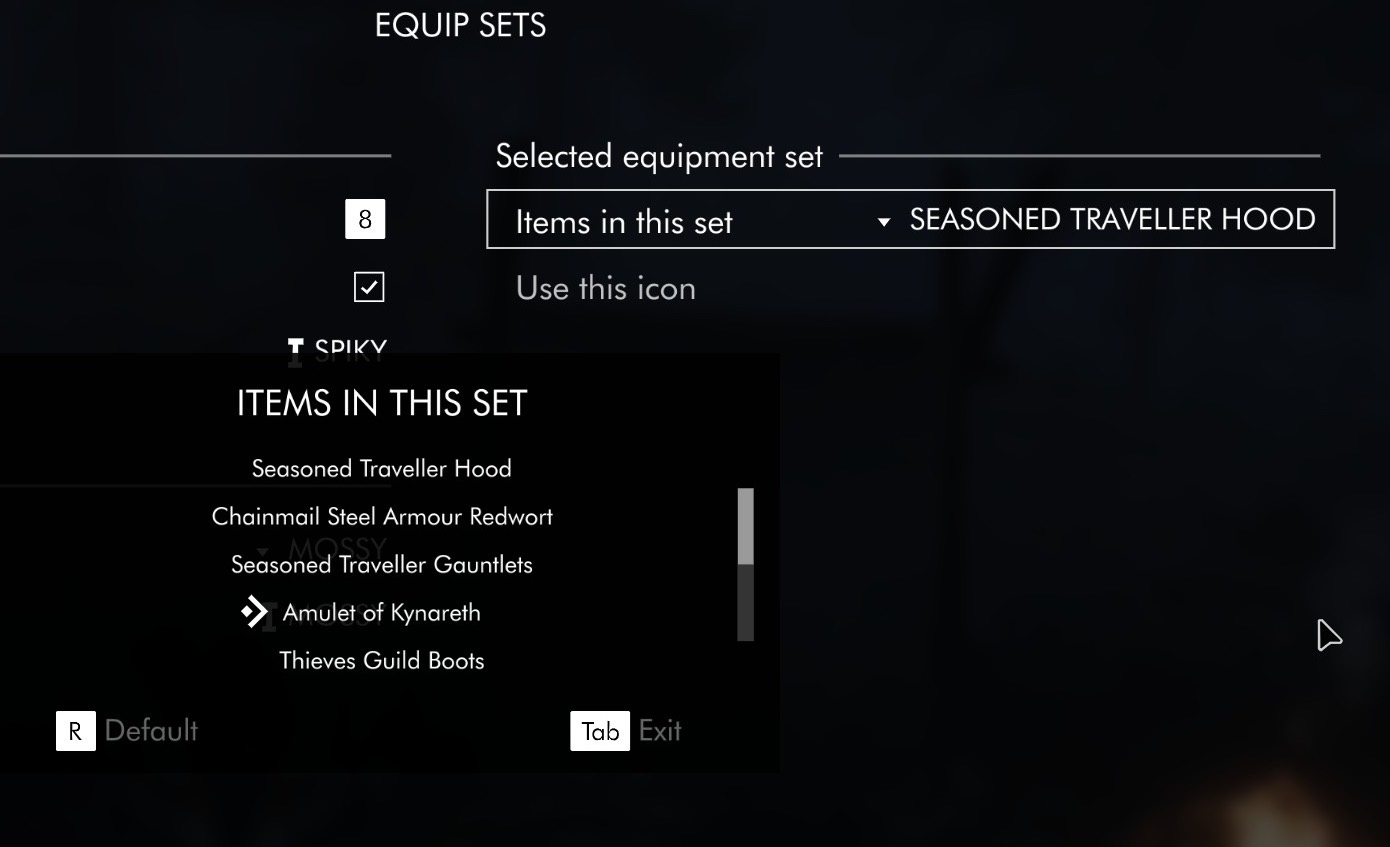 EQUIP SETS
Selected equipment set
8
Items in this set
SEASONED TRAVELLER HOOD
Use this icon
SPIKY
ITEMS IN THIS SET
Seasoned Traveller Hood
Chainmail Steel Armour Redwort
MOSSY
Seasoned Traveller Gauntlets
Amulet of Kynareth
MOSSY
Thieves Guild Boots
R Default
Tab Exit